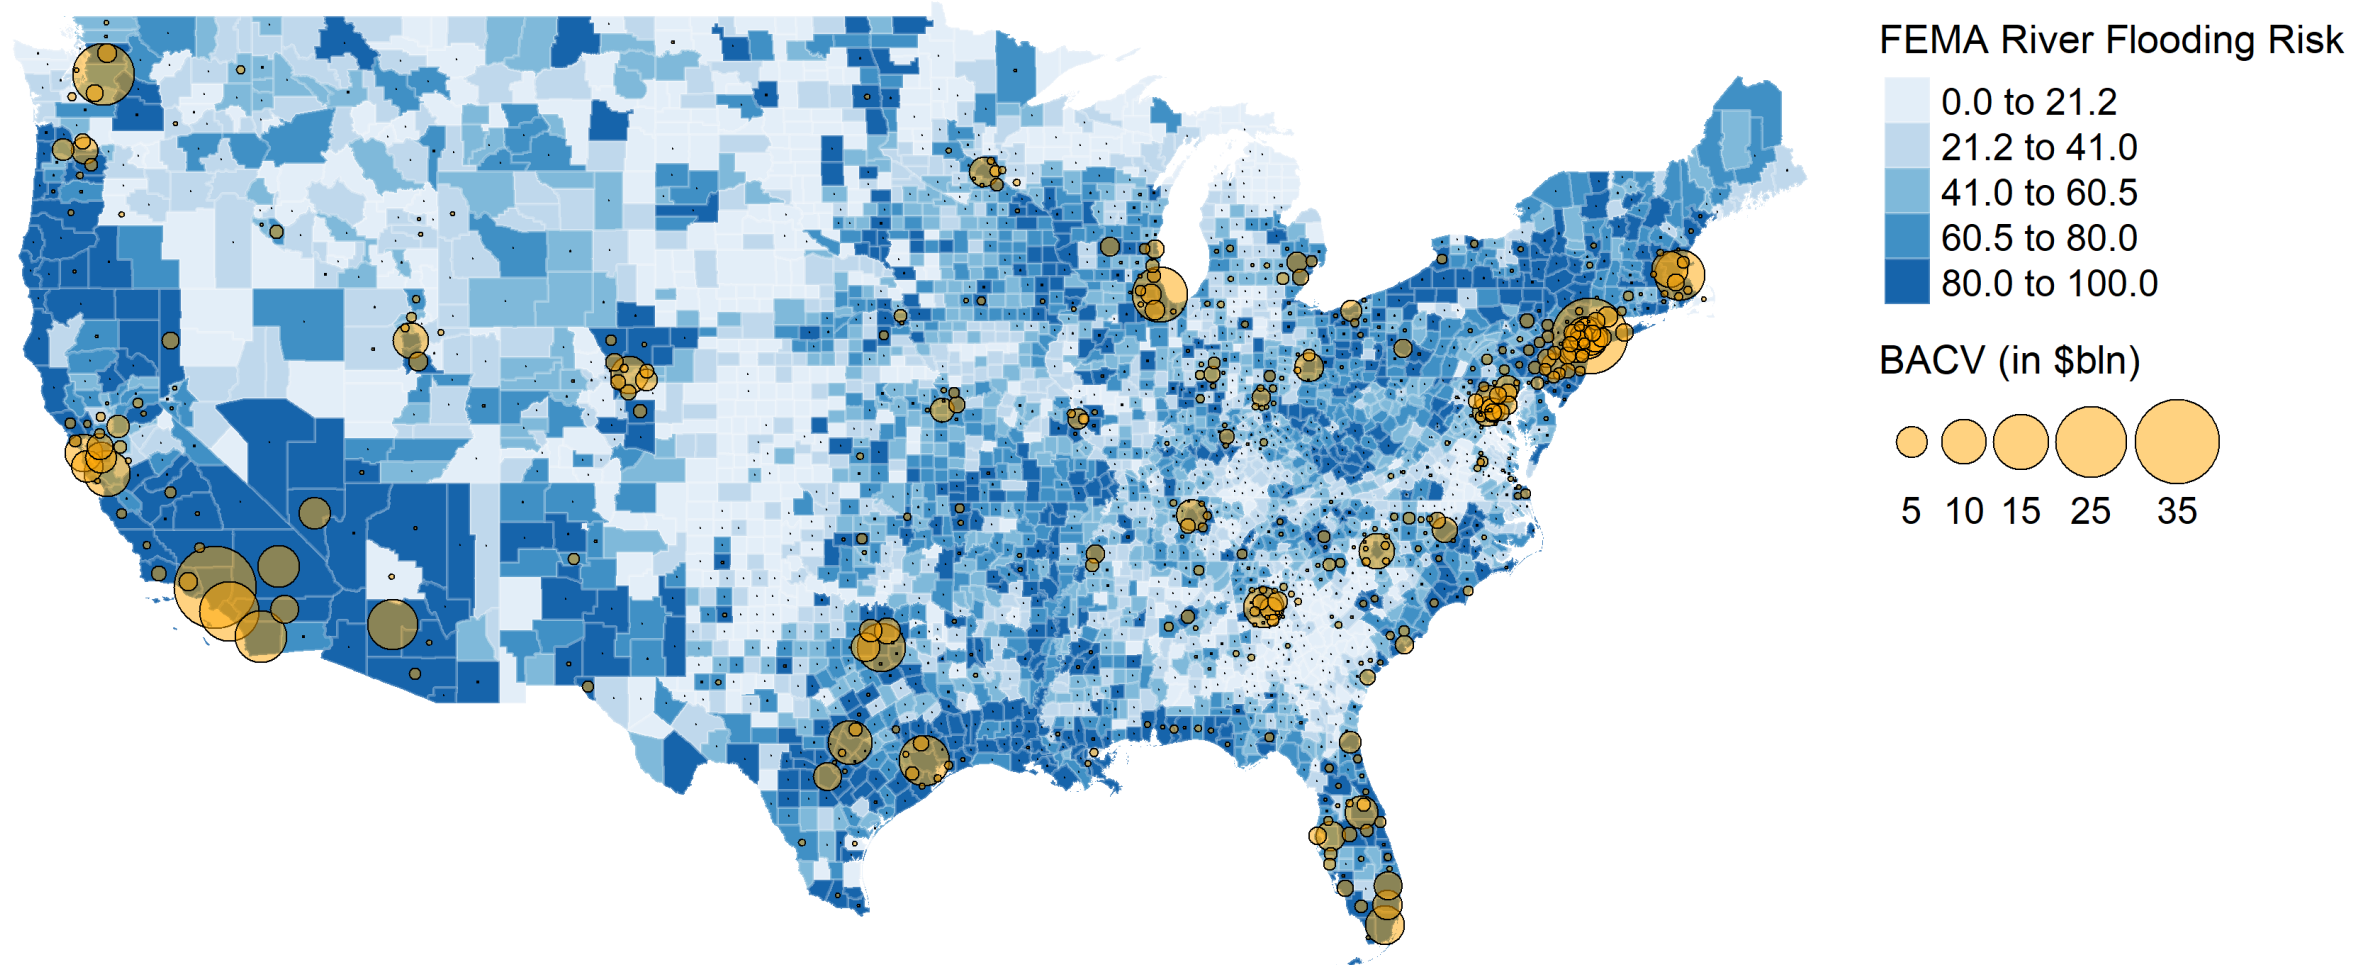 FEMA River Flooding Risk
0.0 to 21.2
21.2 to 41.0
41.0 to 60.5
60.5 to 80.0
80.0 to 100.0
BACV (in $bln)
5 10 15 25 35